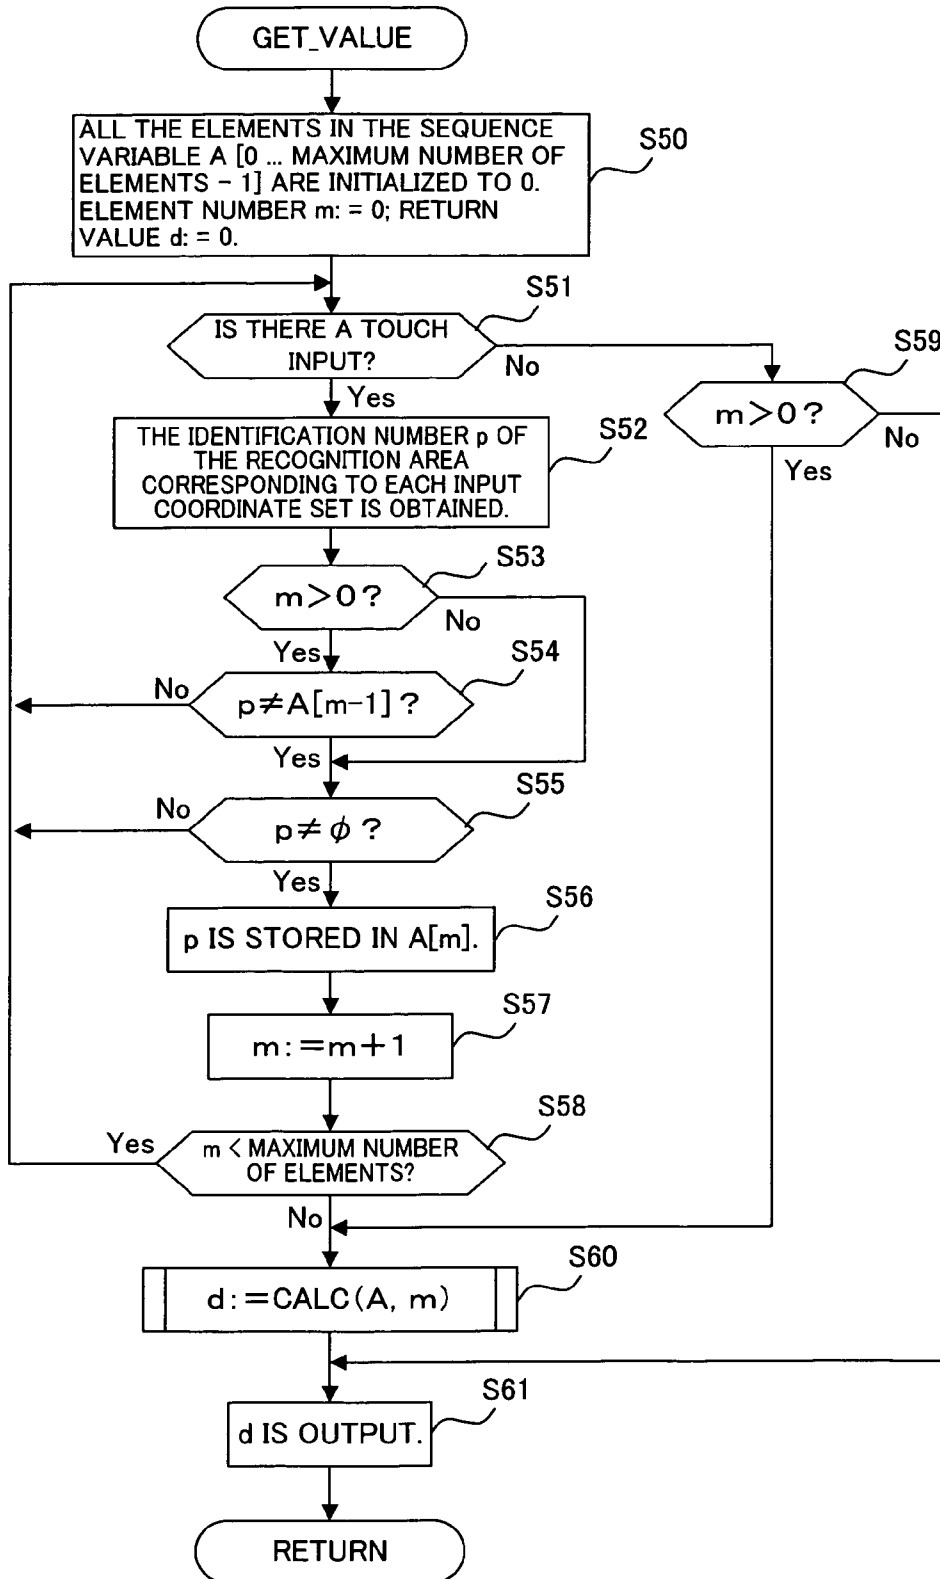 GET_VALUE
ALL THE ELEMENTS IN THE SEQUENCE
VARIABLE A [0 ... MAXIMUM NUMBER OF
ELEMENTS - 1] ARE INITIALIZED TO 0.
ELEMENT NUMBER m: = 0; RETURN
VALUE d: = 0.
S50
S51
IS THERE A TOUCH
INPUT?
No
Yes
S59
m>0?
No
Yes
S52
THE IDENTIFICATION NUMBER p OF
THE RECOGNITION AREA
CORRESPONDING TO EACH INPUT
COORDINATE SET IS OBTAINED.
S53
m>0?
No
Yes
S54
No
p≠A[m-1]?
Yes
S55
No
p≠ϕ?
Yes
S56
p IS STORED IN A[m].
S57
m:=m+1
S58
Yes
m < MAXIMUM NUMBER
OF ELEMENTS?
No
S60
d:=CALC(A, m)
S61
d IS OUTPUT.
RETURN